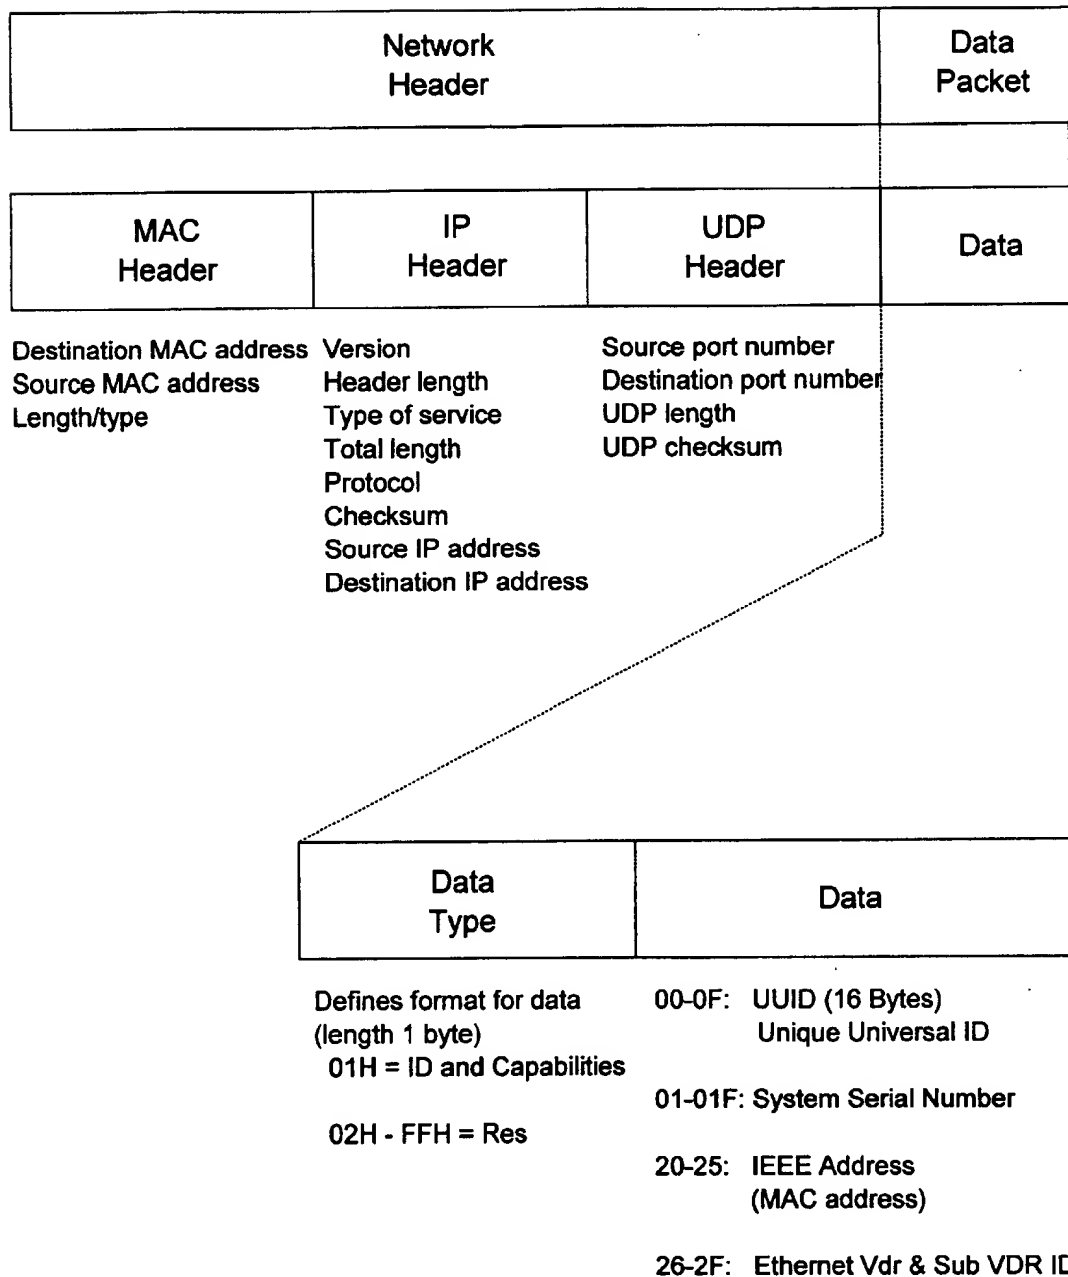 Network
Header
Data
Packet
MAC
Header
IP
Header
UDP
Header
Data
Destination MAC address
Source MAC address
Length/type
Version
Header length
Type of service
Total length
Protocol
Checksum
Source IP address
Destination IP address
Source port number
Destination port number
UDP length
UDP checksum
Data
Type
Data
Defines format for data
(length 1 byte)
01H = ID and Capabilities
02H - FFH = Res
00-0F: UUID (16 Bytes)
Unique Universal ID
01-01F: System Serial Number
20-25: IEEE Address
(MAC address)
26-2F: Ethernet Vdr & Sub VDR ID